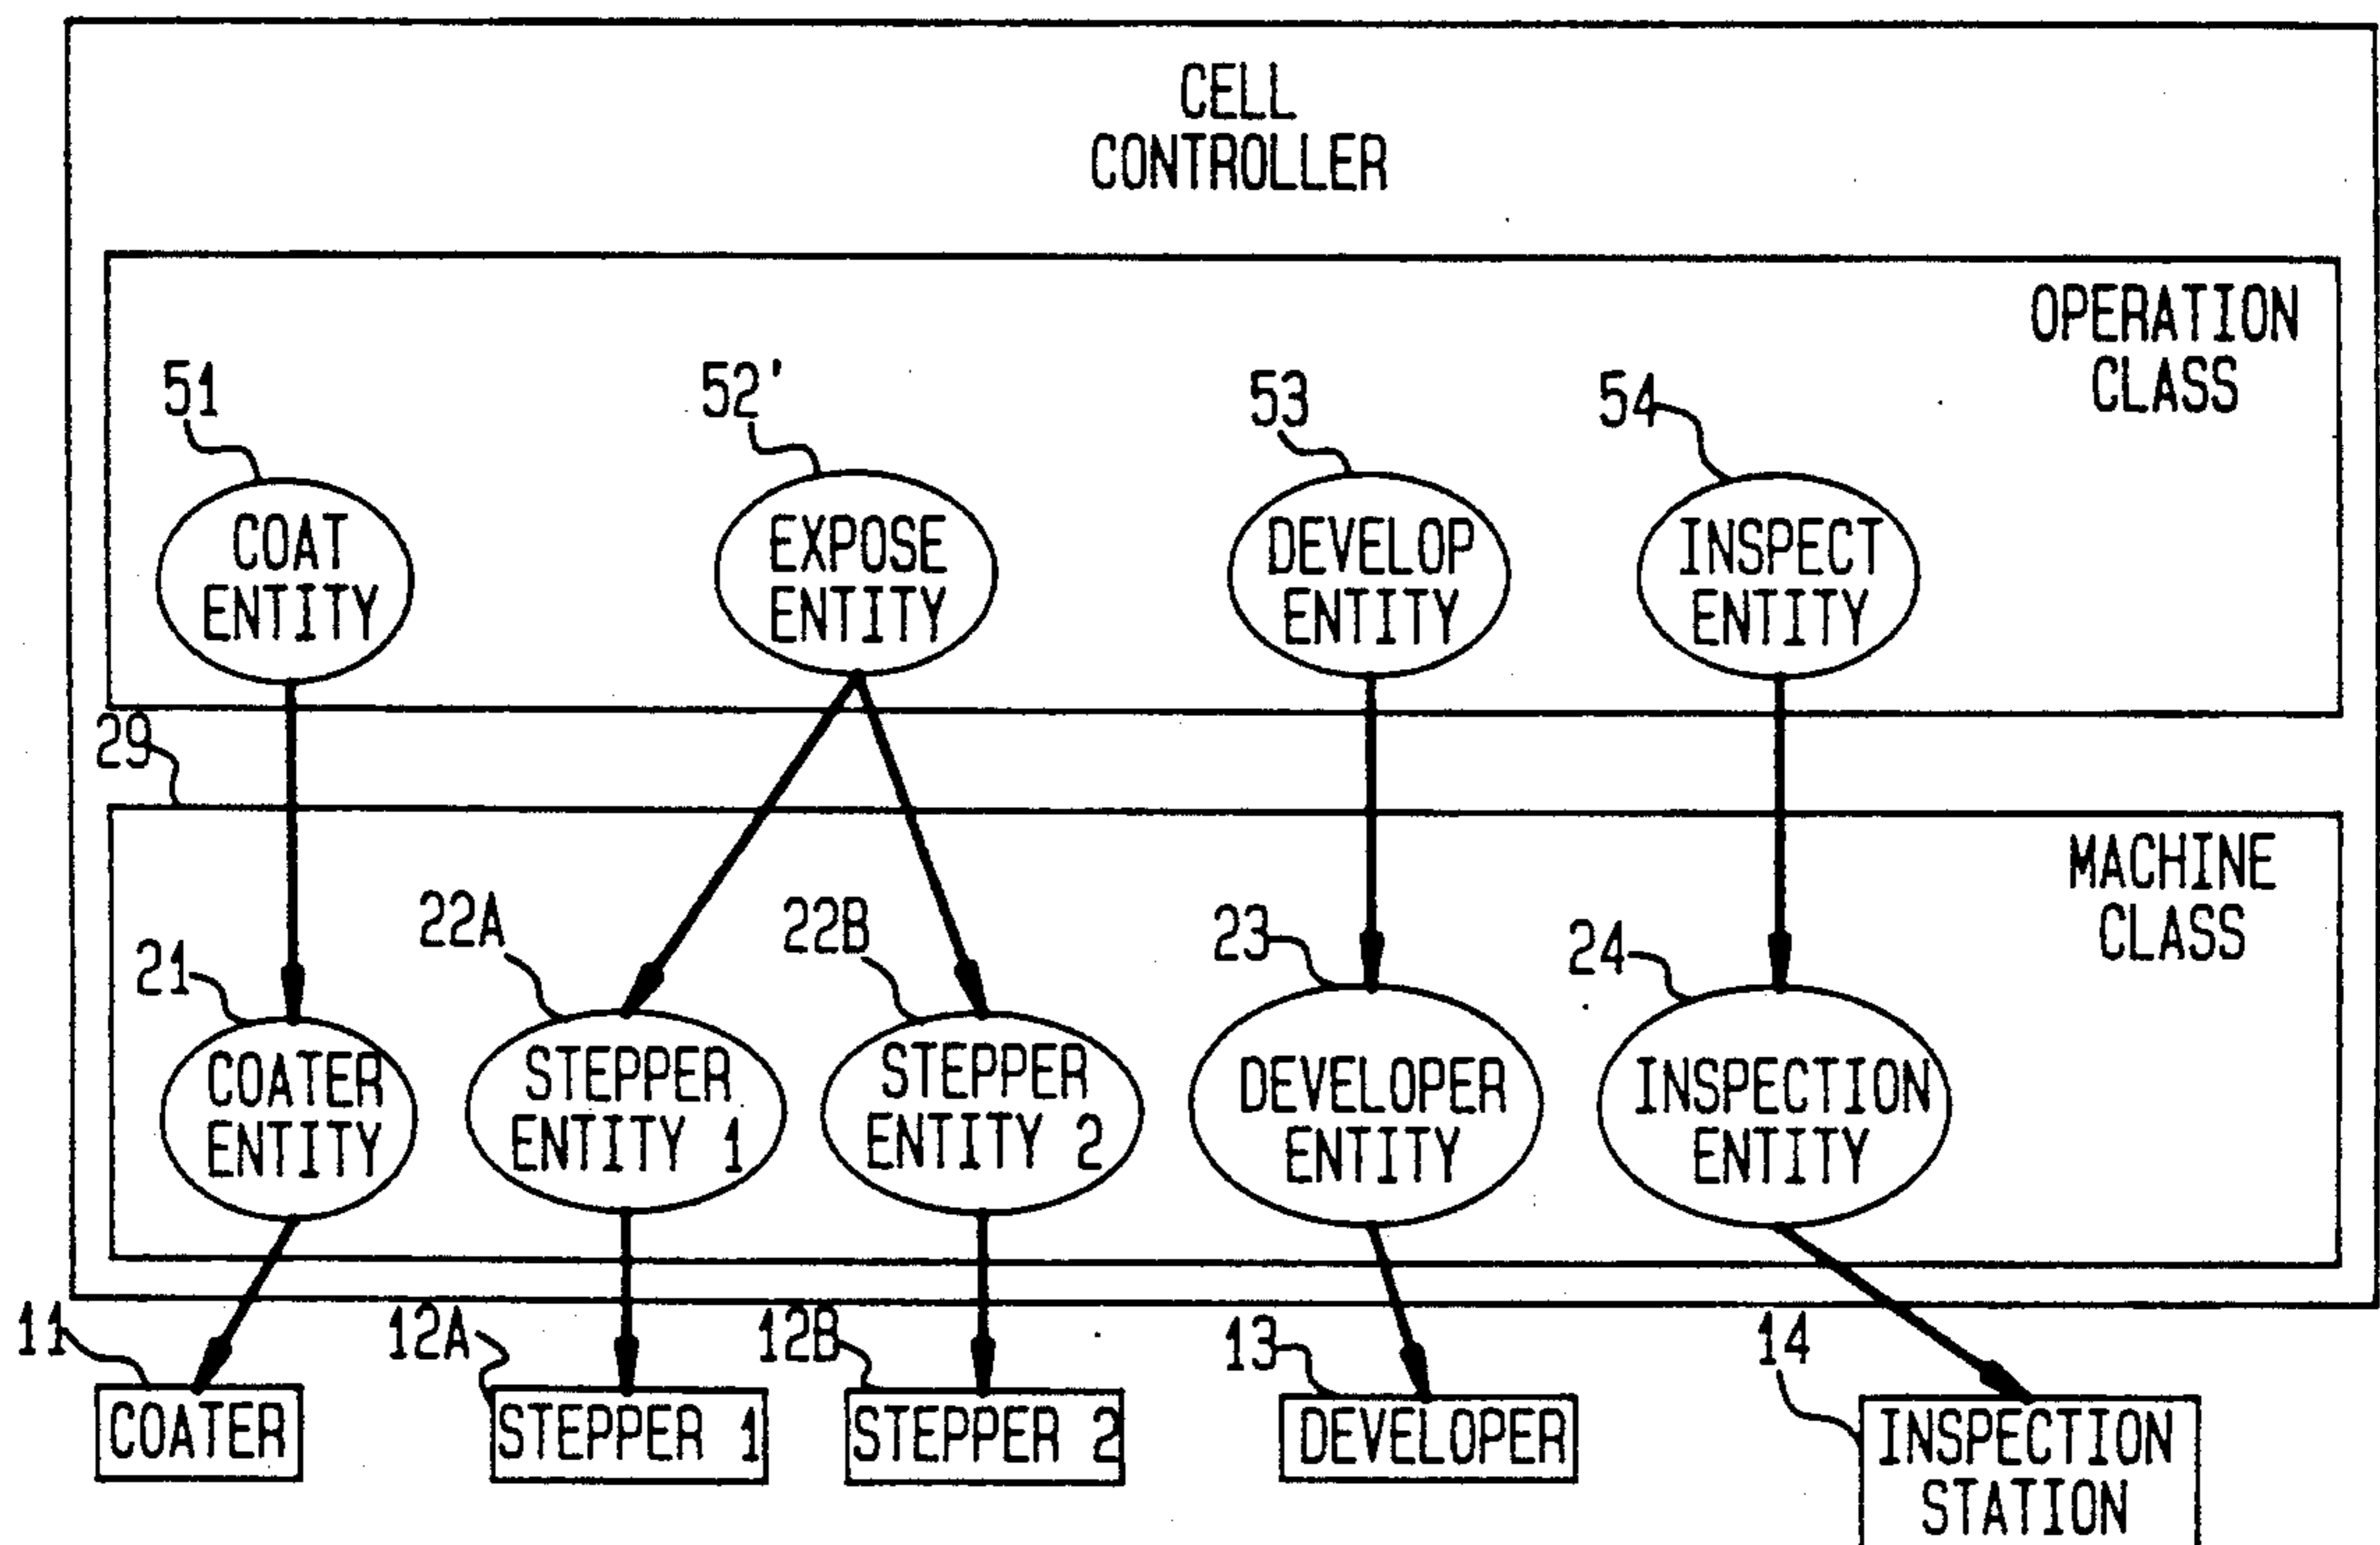 CELL
CONTROLLER
OPERATION
CLASS
51
52'
53
54
COAT
ENTITY
EXPOSE
ENTITY
DEVELOP
ENTITY
INSPECT
ENTITY
29
MACHINE
CLASS
21
22A
22B
23
24
COATER
ENTITY
STEPPER
ENTITY 1
STEPPER
ENTITY 2
DEVELOPER
ENTITY
INSPECTION
ENTITY
11
12A
12B
13
14
COATER
STEPPER 1
STEPPER 2
DEVELOPER
INSPECTION
STATION